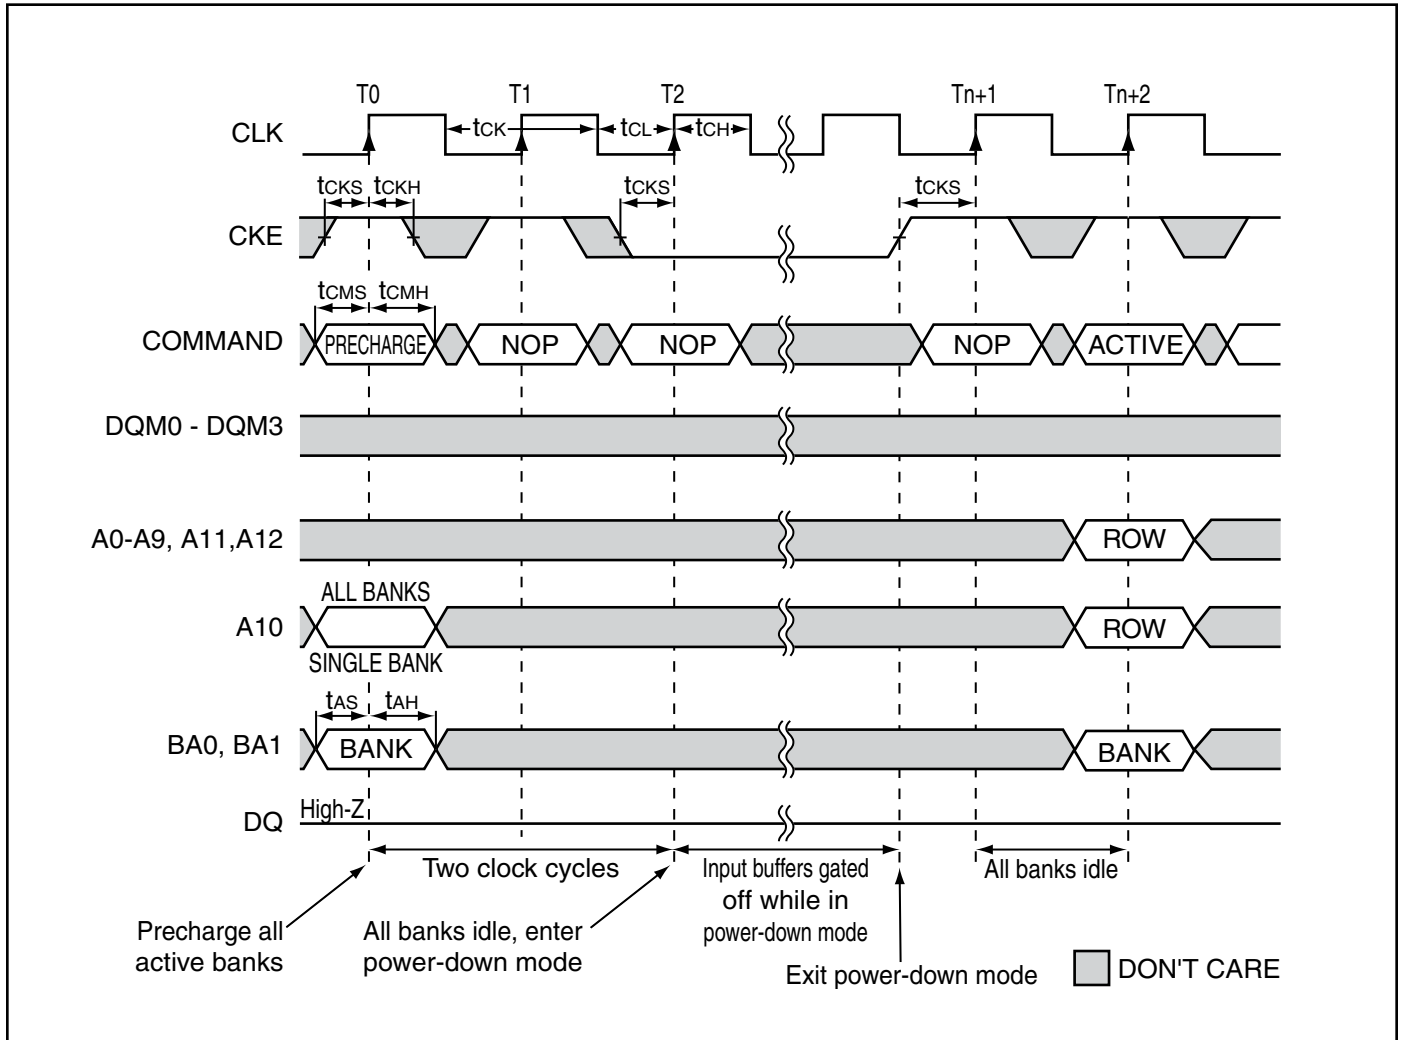 T0 T1 T2 Tn+1 Tn+2
CLK tCK tCL tCH
tCKS tCKH tCKS tCKS
CKE
tCMS tCMH
COMMAND PRECHARGE NOP NOP NOP ACTIVE
DQM0 - DQM3
A0-A9, A11,A12 ROW
ALL BANKS
A10 ROW
SINGLE BANK
tAS tAH
BA0, BA1 BANK BANK
High-Z
DQ
Two clock cycles
Input buffers gated
off while in
power-down mode
All banks idle
Precharge all
active banks
All banks idle, enter
power-down mode
Exit power-down mode
DON'T CARE